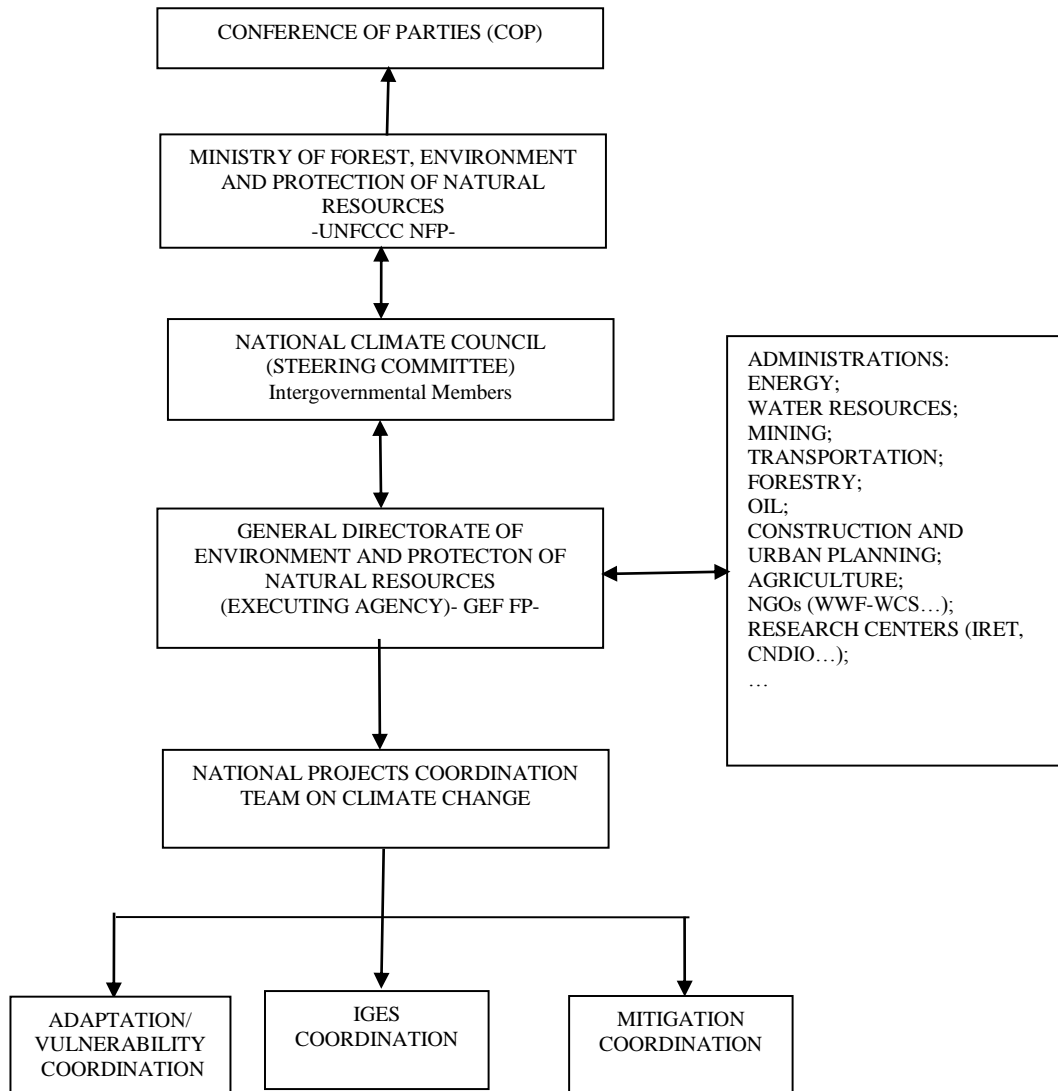 CONFERENCE OF PARTIES (COP)
MINISTRY OF FOREST, ENVIRONMENT
AND PROTECTION OF NATURAL
RESOURCES
-UNFCCC NFP-
NATIONAL CLIMATE COUNCIL
(STEERING COMMITTEE)
Intergovernmental Members
GENERAL DIRECTORATE OF
ENVIRONMENT AND PROTECTON OF
NATURAL RESOURCES
(EXECUTING AGENCY)- GEF FP-
ADMINISTRATIONS:
ENERGY;
WATER RESOURCES;
MINING;
TRANSPORTATION;
FORESTRY;
OIL;
CONSTRUCTION AND
URBAN PLANNING;
AGRICULTURE;
NGOs (WWF-WCS…);
RESEARCH CENTERS (IRET,
CNDIO…);
…
NATIONAL PROJECTS COORDINATION
TEAM ON CLIMATE CHANGE
ADAPTATION/
VULNERABILITY
COORDINATION
IGES
COORDINATION
MITIGATION
COORDINATION